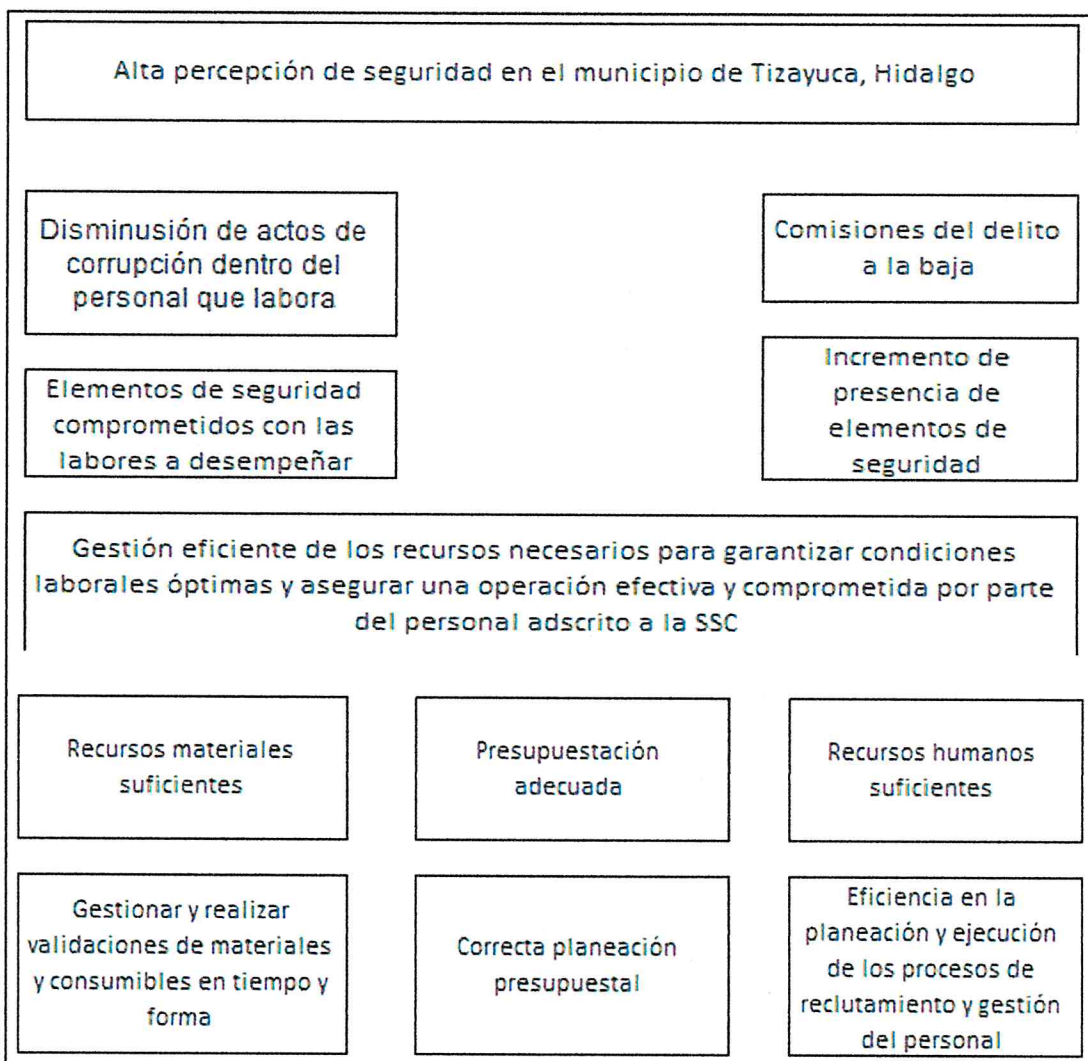 Alta percepción de seguridad en el municipio de Tizayuca, Hidalgo
Disminusión de actos de
corrupción dentro del
personal que labora
Comisiones del delito
a la baja
Elementos de seguridad
comprometidos con las
labores a desempeñar
Incremento de
presencia de
elementos de
seguridad
Gestión eficiente de los recursos necesarios para garantizar condiciones
laborales óptimas y asegurar una operación efectiva y comprometida por parte
del personal adscrito a la SSC
Recursos materiales
suficientes
Presupuestación
adecuada
Recursos humanos
suficientes
Gestionar y realizar
validaciones de materiales
y consumibles en tiempo y
forma
Correcta planeación
presupuestal
Eficiencia en la
planeación y ejecución
de los procesos de
reclutamiento y gestión
del personal